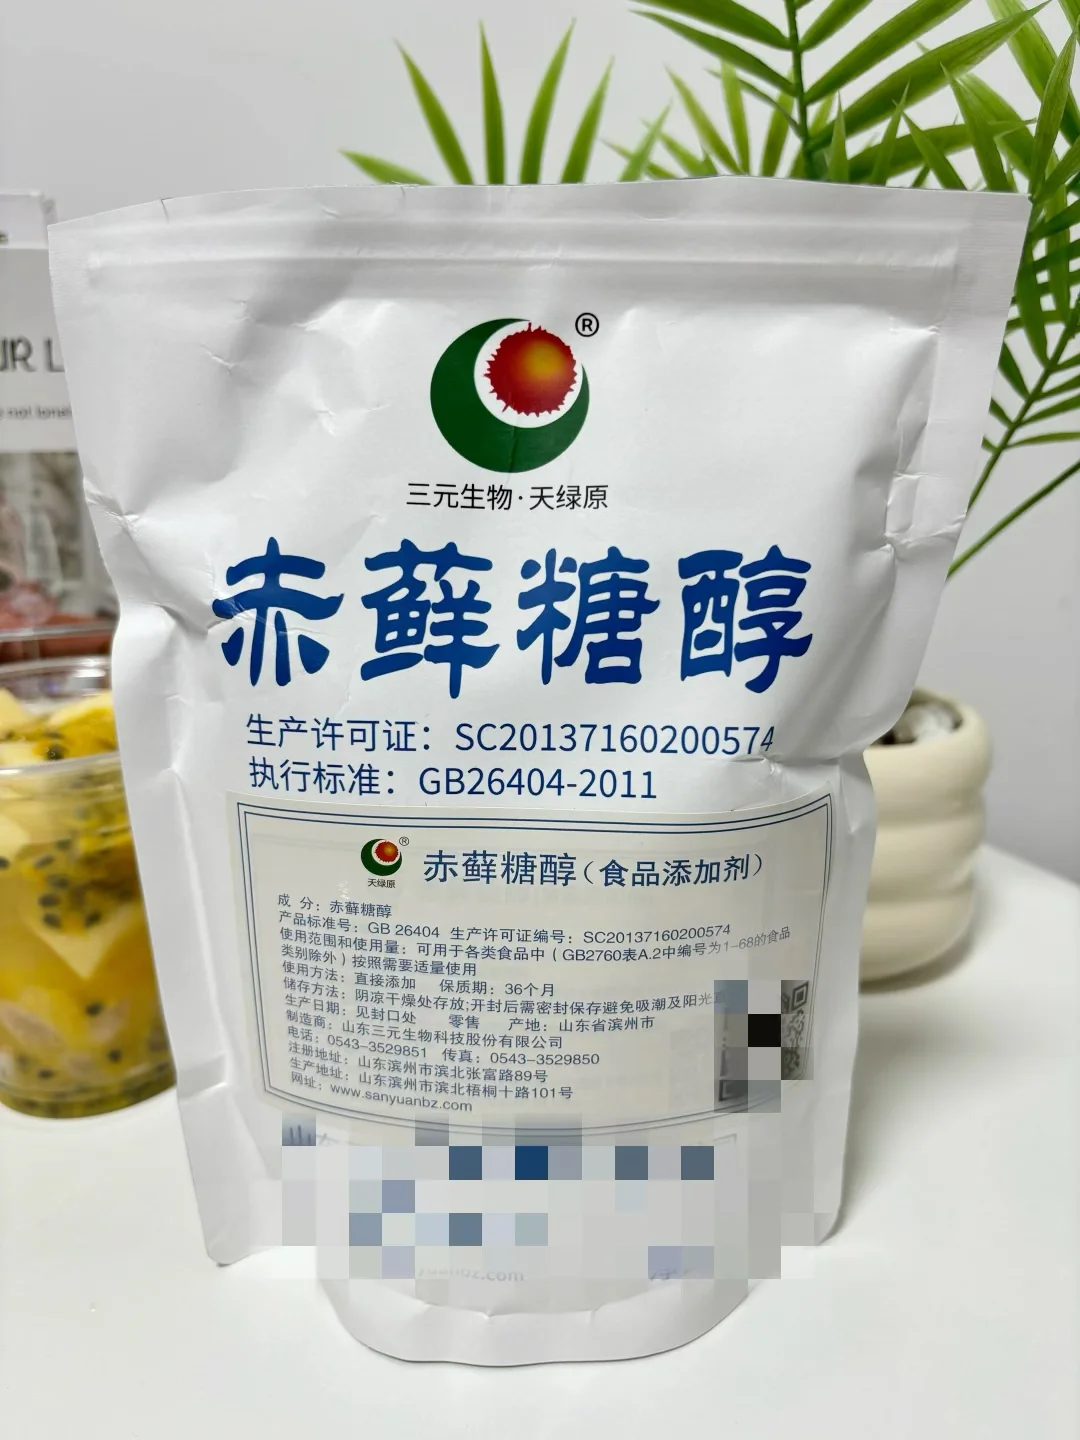 UR L
not lonel
®
三元生物·天绿原
赤藓糖醇
生产许可证：SC20137160200574
执行标准：GB26404-2011
®
天绿原
赤藓糖醇（食品添加剂）
成 分：赤藓糖醇
产品标准号：GB 26404 生产许可证编号：SC20137160200574
使用范围和使用量：可用于各类食品中（GB2760表A.2中编号为1-68的食品
类别除外）按照需要适量使用
使用方法：直接添加 保质期：36个月
储存方法：阴凉干燥处存放;开封后需密封保存避免吸潮及阳光
生产日期：见封口处 零售 产地：山东省滨州市
制造商：山东三元生物科技股份有限公司
电话：0543-3529851 传真：0543-3529850
注册地址：山东滨州市滨北张富路89号
生产地址：山东滨州市滨北梧桐十路101号
网址：www.sanyuanbz.com